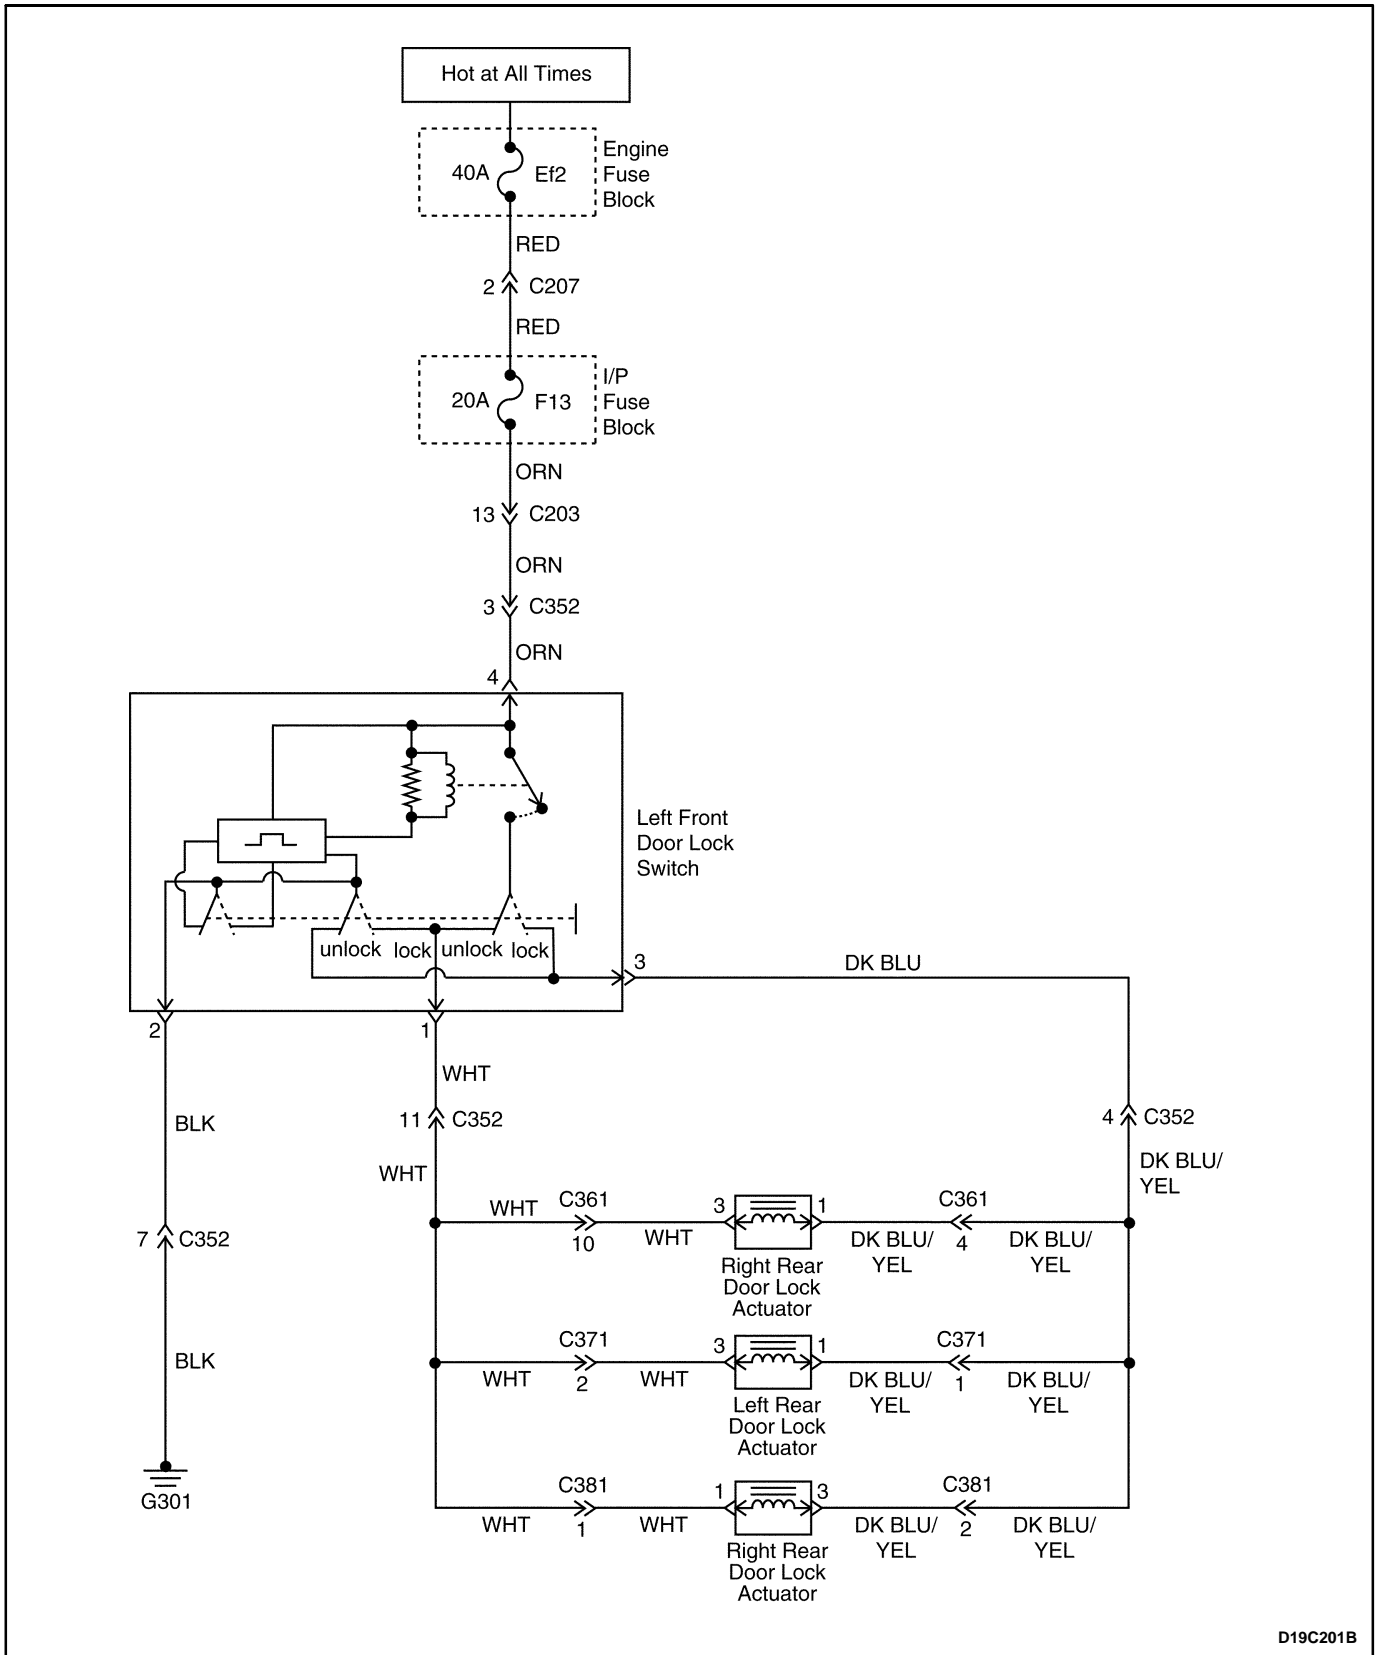 Hot at All Times
40A
Ef2
Engine
Fuse
Block
RED
2
C207
RED
20A
F13
I/P
Fuse
Block
ORN
13
C203
ORN
3
C352
ORN
4
Left Front
Door Lock
Switch
unlock
lock
unlock
lock
3
DK BLU
2
1
WHT
BLK
11
C352
4
C352
WHT
DK BLU/
YEL
7
C352
WHT
C361
10
WHT
3
1
Right Rear
Door Lock
Actuator
DK BLU/
YEL
C361
4
DK BLU/
YEL
BLK
WHT
C371
2
WHT
3
1
Left Rear
Door Lock
Actuator
DK BLU/
YEL
C371
1
DK BLU/
YEL
G301
WHT
C381
1
WHT
1
3
Right Rear
Door Lock
Actuator
DK BLU/
YEL
C381
2
DK BLU/
YEL
D19C201B